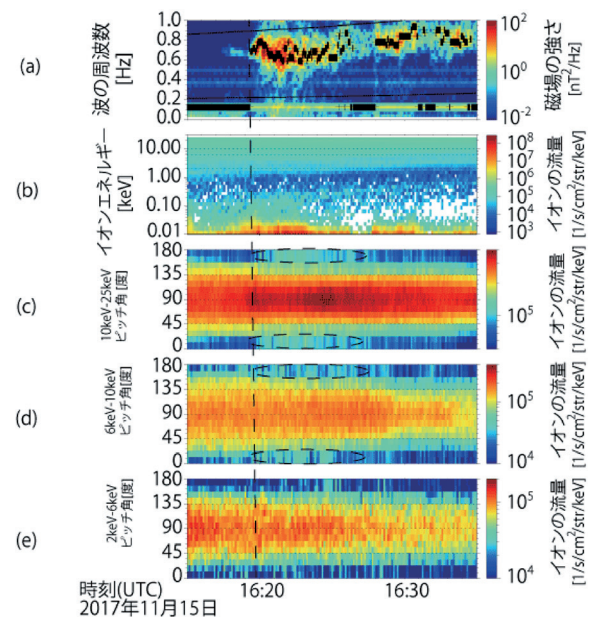 (a)
波の周波数
[Hz]
1.0
0.8
0.6
0.4
0.2
0.0
10²
10⁰
10⁻²
磁場の強さ
[nT²/Hz]
(b)
イオンエネルギー
[keV]
10.00
1.00
0.10
0.01
10⁸
10⁷
10⁶
10⁵
10⁴
10³
イオンの流量
[1/s/cm²/str/keV]
(c)
10keV-25keV
ピッチ角[度]
180
135
90
45
0
10⁵
イオンの流量
[1/s/cm²/str/keV]
(d)
6keV-10keV
ピッチ角[度]
180
135
90
45
0
10⁵
10⁴
イオンの流量
[1/s/cm²/str/keV]
(e)
2keV-6keV
ピッチ角[度]
180
135
90
45
0
10⁵
10⁴
イオンの流量
[1/s/cm²/str/keV]
時刻(UTC) 16:20 16:30
2017年11月15日